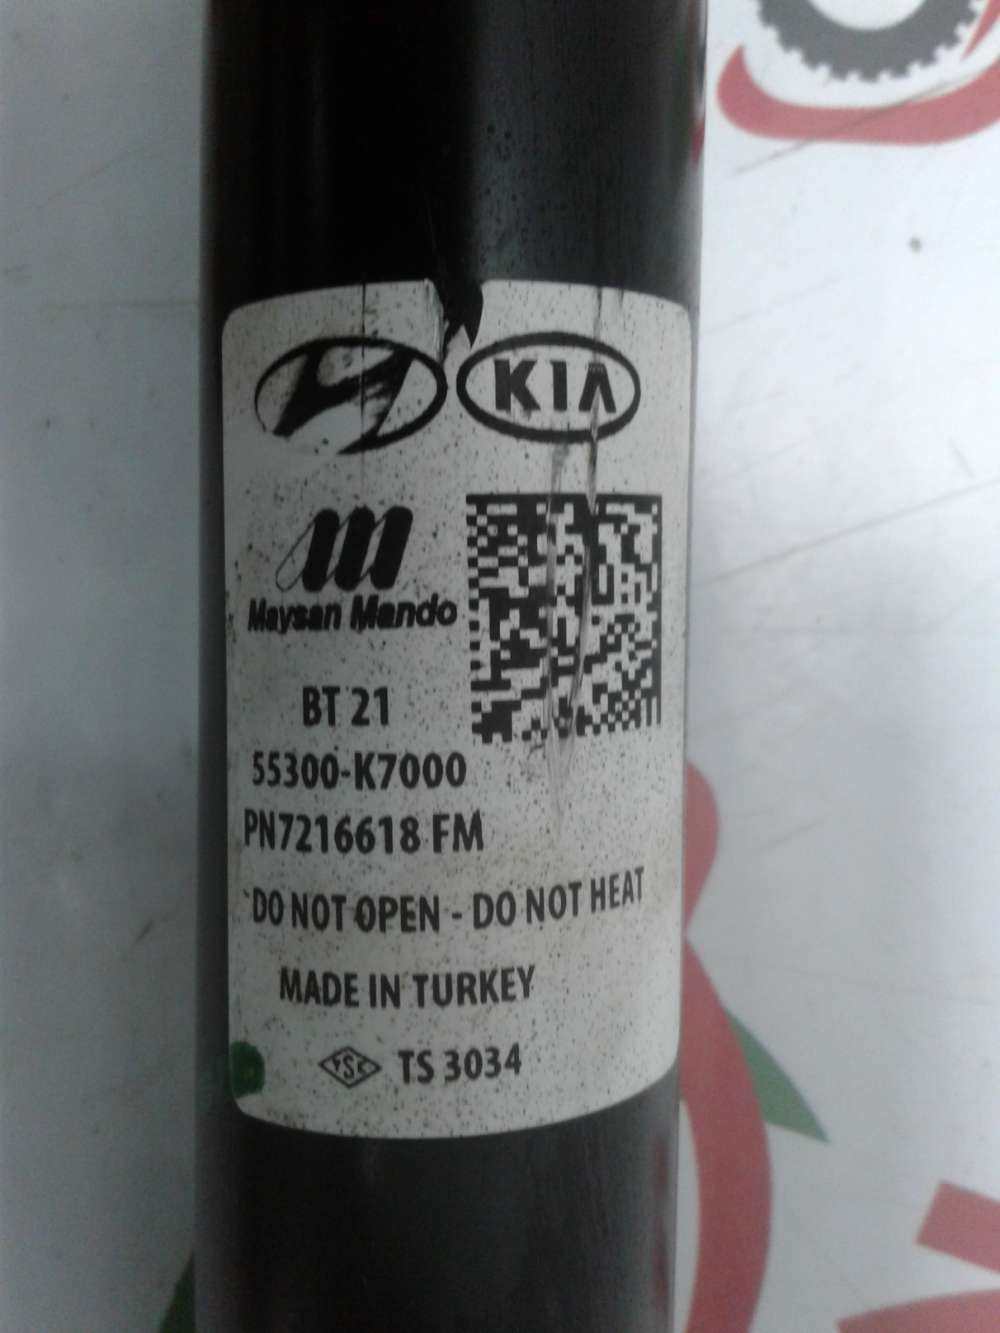 KIA
Maysan Mando
BT 21
55300-K7000
PN7216618 FM
DO NOT OPEN - DO NOT HEAT
MADE IN TURKEY
TSE TS 3034